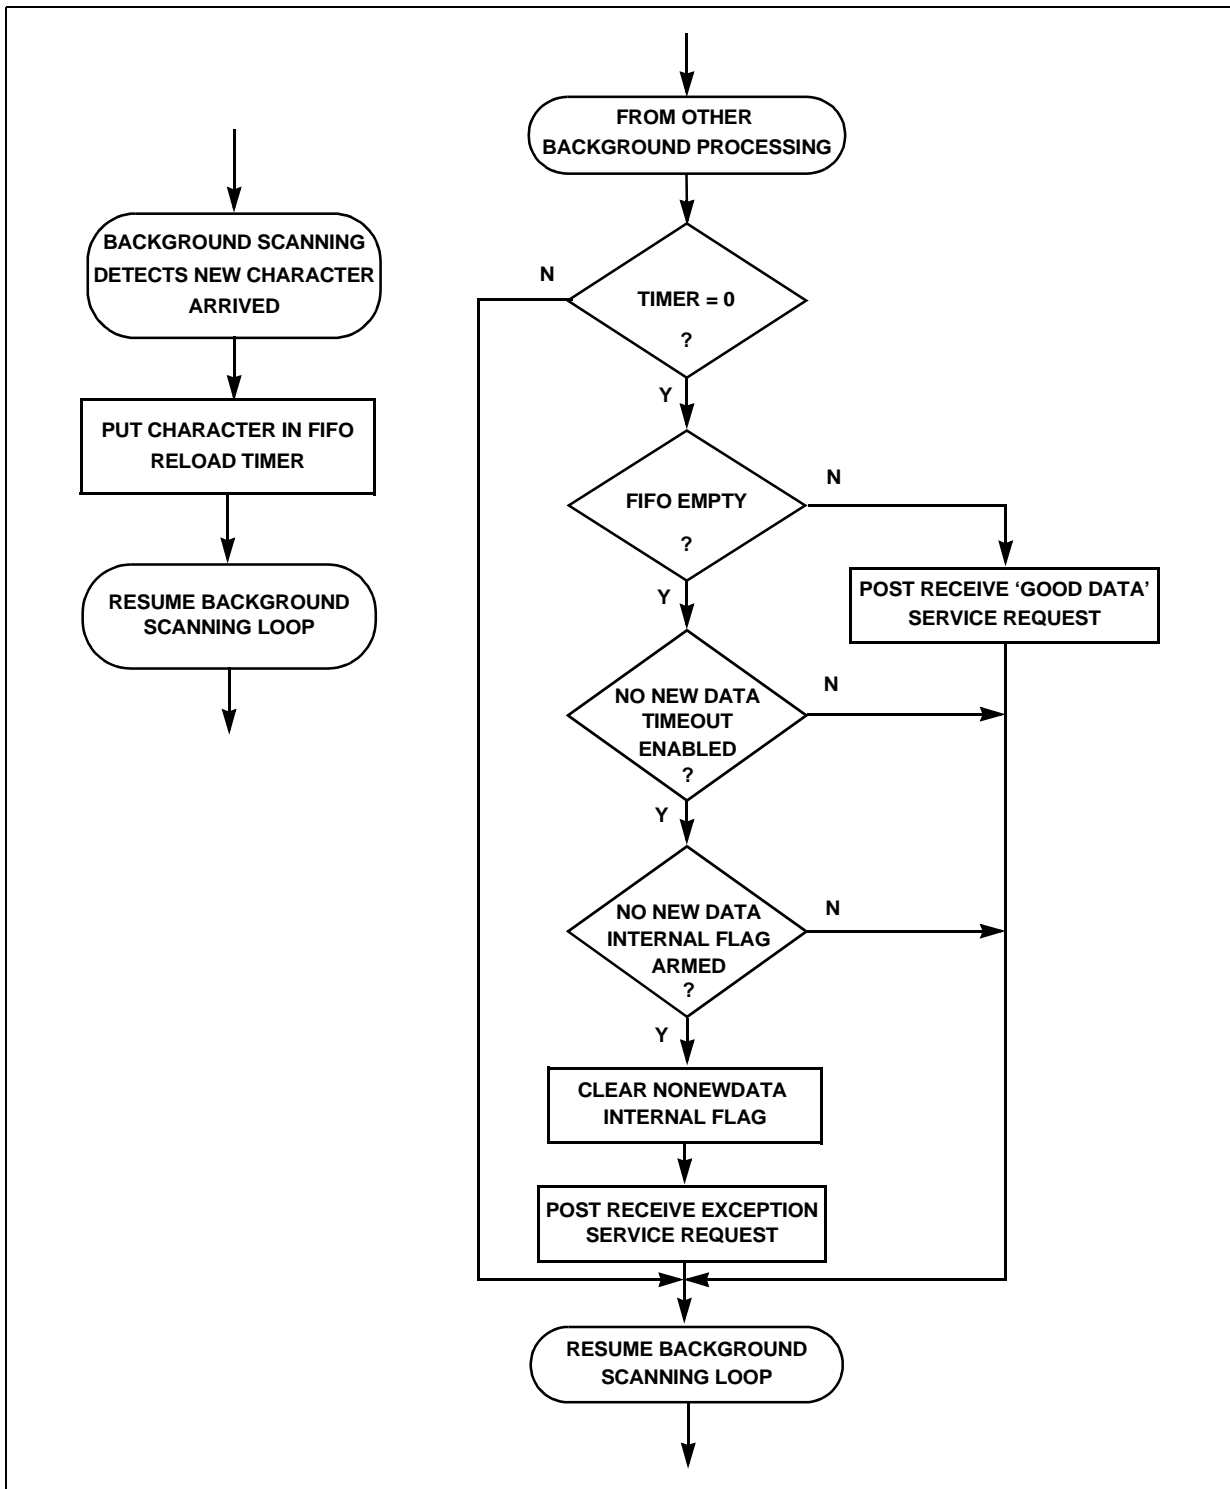 BACKGROUND SCANNING
DETECTS NEW CHARACTER
ARRIVED
PUT CHARACTER IN FIFO
RELOAD TIMER
RESUME BACKGROUND
SCANNING LOOP
FROM OTHER
BACKGROUND PROCESSING
N
TIMER = 0
?
Y
N
FIFO EMPTY
?
POST RECEIVE ‘GOOD DATA’
SERVICE REQUEST
Y
N
NO NEW DATA
TIMEOUT
ENABLED
?
Y
N
NO NEW DATA
INTERNAL FLAG
ARMED
?
Y
CLEAR NONEWDATA
INTERNAL FLAG
POST RECEIVE EXCEPTION
SERVICE REQUEST
RESUME BACKGROUND
SCANNING LOOP